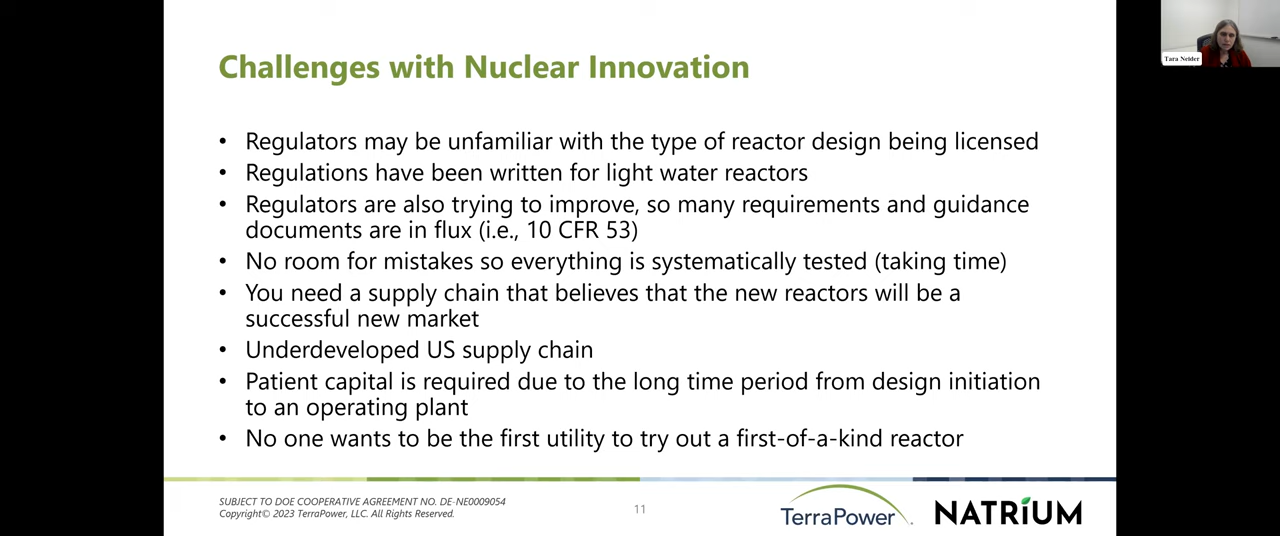 Challenges with Nuclear Innovation
• Regulators may be unfamiliar with the type of reactor design being licensed
• Regulations have been written for light water reactors
• Regulators are also trying to improve, so many requirements and guidance
documents are in flux (i.e., 10 CFR 53)
• No room for mistakes so everything is systematically tested (taking time)
• You need a supply chain that believes that the new reactors will be a
successful new market
• Underdeveloped US supply chain
• Patient capital is required due to the long time period from design initiation
to an operating plant
• No one wants to be the first utility to try out a first-of-a-kind reactor
SUBJECT TO DOE COOPERATIVE AGREEMENT NO. DE-NE0009054
Copyright© 2023 TerraPower, LLC. All Rights Reserved.
11
TerraPower
NATRIUM
Tara Neider